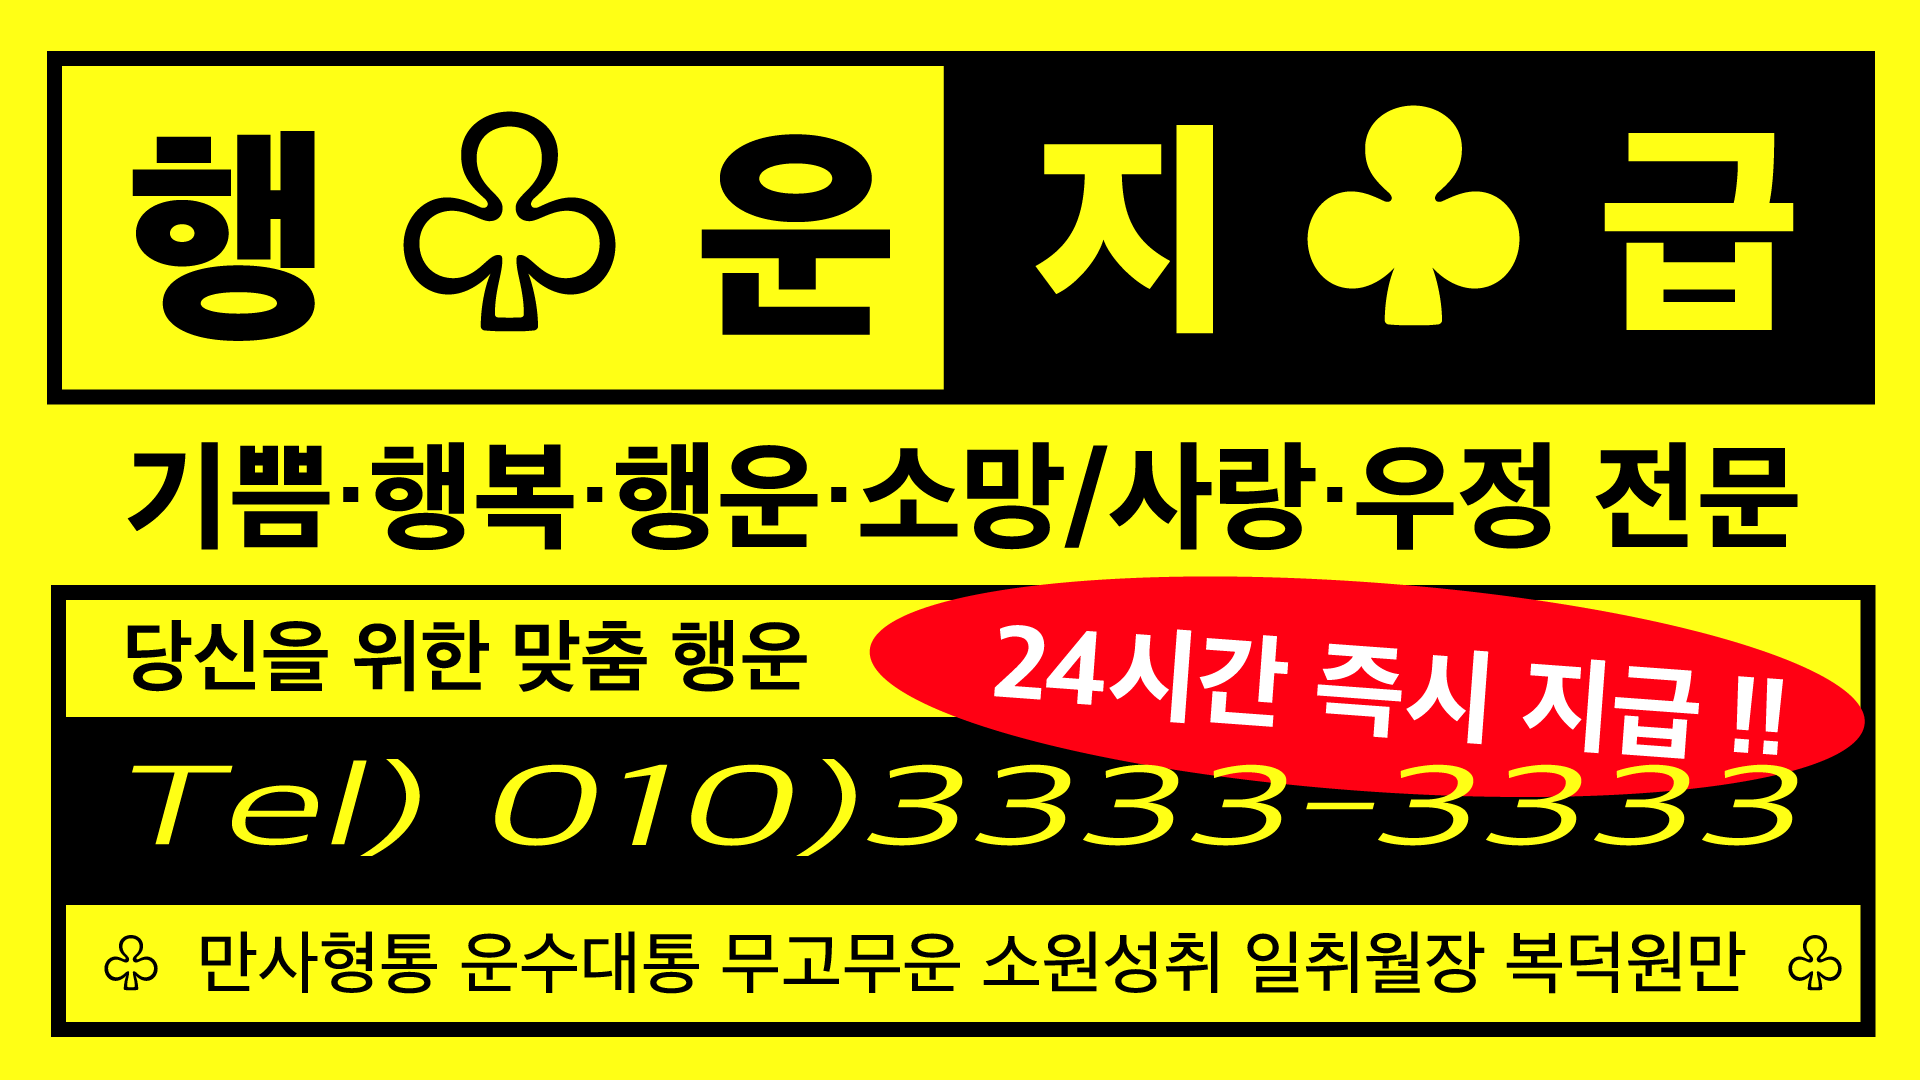 행♧운 지♣급
기쁨·행복·행운·소망/사랑·우정 전문
당신을 위한 맞춤 행운
24시간 즉시 지급 !!
Tel) 010)3333-3333
♧ 만사형통 운수대통 무고무운 소원성취 일취월장 복덕원만 ♧